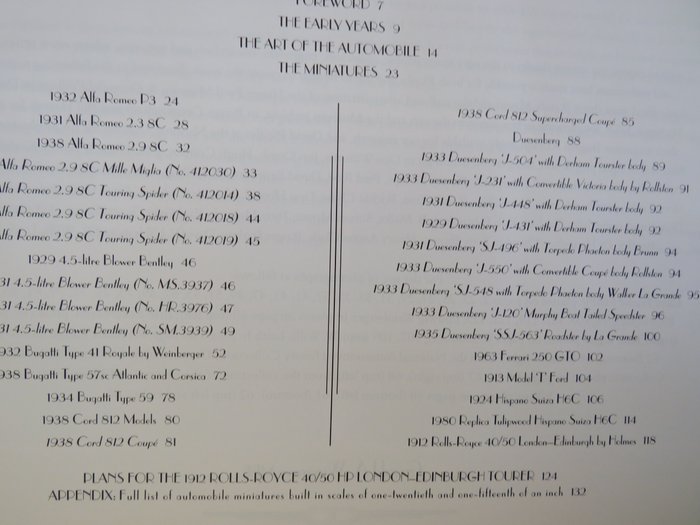 FOREWORD 7
THE EARLY YEARS 9
THE ART OF THE AUTOMOBILE 14
THE MINIATURES 23
1932 Alfa Romeo P3 24
1931 Alfa Romeo 2.3 8C 28
1938 Alfa Romeo 2.9 8C 32
Alfa Romeo 2.9 8C Mille Miglia (No. 412030) 33
Alfa Romeo 2.9 8C Touring Spider (No. 412014) 38
Alfa Romeo 2.9 8C Touring Spider (No. 412018) 44
Alfa Romeo 2.9 8C Touring Spider (No. 412019) 45
1929 4.5-litre Blower Bentley 46
31 4.5-litre Blower Bentley (No. MS.3937) 46
31 4.5-litre Blower Bentley (No. HR.3976) 47
31 4.5-litre Blower Bentley (No. SM.3939) 49
932 Bugatti Type 41 Royale by Weinberger 52
938 Bugatti Type 57sc Atlantic and Corsica 72
1934 Bugatti Type 59 78
1938 Cord 812 Models 80
1938 Cord 812 Coupé 81
1938 Cord 812 Supercharged Coupé 85
Duesenberg 88
1933 Duesenberg 'J-504' with Derham Tourster body 89
1933 Duesenberg 'J-231' with Convertible Victoria body by Rollston 91
1931 Duesenberg 'J-448' with Derham Tourster body 92
1929 Duesenberg 'J-431' with Derham Tourster body 92
1931 Duesenberg 'SJ-496' with Torpedo Phaeton body Brunn 94
1933 Duesenberg 'J-550' with Convertible Coupé body Rollston 94
1933 Duesenberg 'SJ-548 with Torpedo Phaeton body Walker La Grande 95
1933 Duesenberg 'J-120' Murphy Boat Tailed Speedster 96
1935 Duesenberg 'SSJ-563' Roadster by La Grande 100
1963 Ferrari 250 GTO 102
1913 Model 'T' Ford 104
1924 Hispano Suiza H6C 106
1980 Replica Tulipwood Hispano Suiza H6C 114
1912 Rolls-Royce 40/50 London-Edinburgh by Holmes 118
PLANS FOR THE 1912 ROLLS-ROYCE 40/50 HP LONDON-EDINBURGH TOURER 124
APPENDIX: Full list of automobile miniatures built in scales of one-twentieth and one-fifteenth of an inch 132